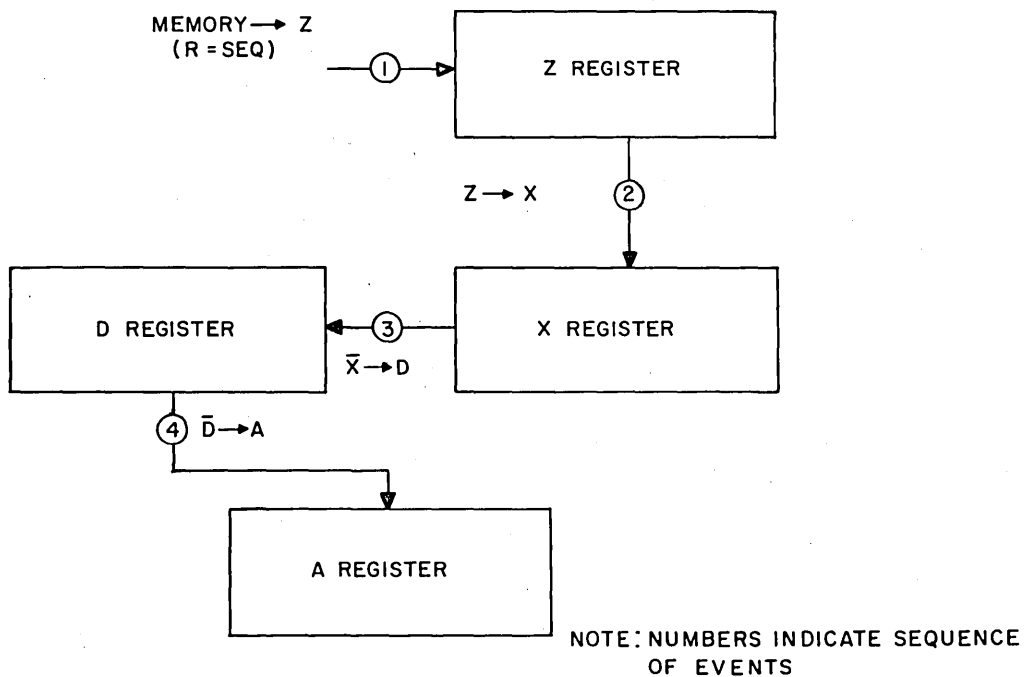 MEMORY → Z
(R = SEQ)
1
Z REGISTER
Z → X
2
D REGISTER
3
X REGISTER
X̄ → D
4
D̄ → A
A REGISTER
NOTE: NUMBERS INDICATE SEQUENCE
OF EVENTS